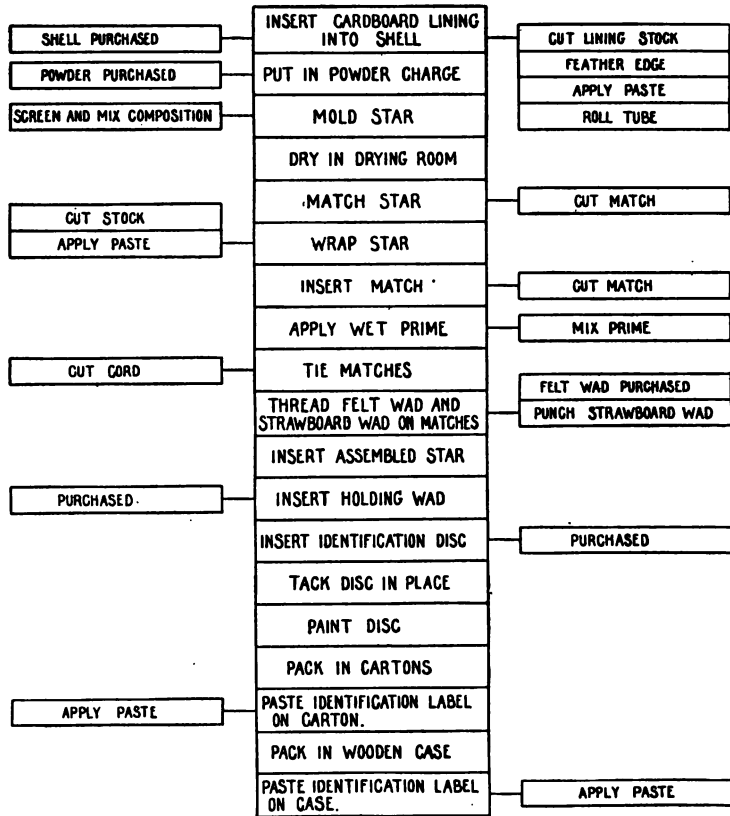 INSERT CARDBOARD LINING
INTO SHELL
SHELL PURCHASED
CUT LINING STOCK
FEATHER EDGE
APPLY PASTE
ROLL TUBE
POWDER PURCHASED
PUT IN POWDER CHARGE
SCREEN AND MIX COMPOSITION
MOLD STAR
DRY IN DRYING ROOM
MATCH STAR
CUT MATCH
CUT STOCK
APPLY PASTE
WRAP STAR
INSERT MATCH
CUT MATCH
APPLY WET PRIME
MIX PRIME
CUT CORD
TIE MATCHES
THREAD FELT WAD AND
STRAWBOARD WAD ON MATCHES
FELT WAD PURCHASED
PUNCH STRAWBOARD WAD
INSERT ASSEMBLED STAR
PURCHASED.
INSERT HOLDING WAD
INSERT IDENTIFICATION DISC
PURCHASED
TACK DISC IN PLACE
PAINT DISC
PACK IN CARTONS
APPLY PASTE
PASTE IDENTIFICATION LABEL
ON CARTON.
PACK IN WOODEN CASE
PASTE IDENTIFICATION LABEL
ON CASE.
APPLY PASTE